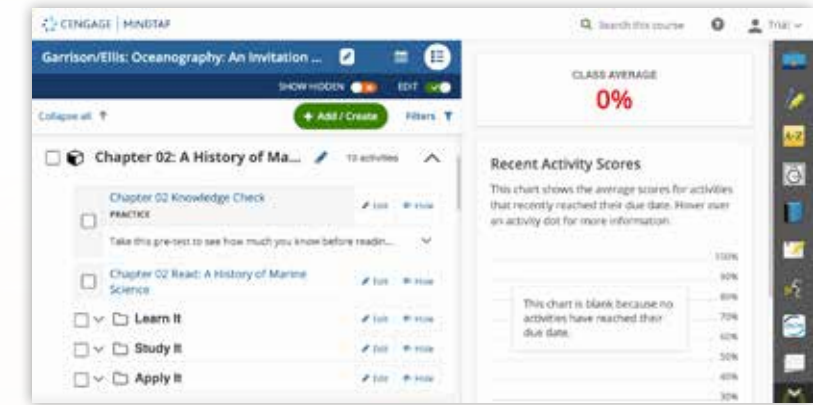 CENGAGE | MINDTAP
Search this course
Trial
Garrison/Ellis: Oceanography: An Invitation ...
SHOW HIDDEN
EDIT
Collapse all
+ Add / Create
Filters
Chapter 02: A History of Ma...
13 activities
Chapter 02 Knowledge Check
PRACTICE
Edit
Hide
Take this pre-test to see how much you know before readin...
Chapter 02 Read: A History of Marine
Science
Edit
Hide
Learn It
Edit
Hide
Study It
Edit
Hide
Apply It
Edit
Hide
CLASS AVERAGE
0%
Recent Activity Scores
This chart shows the average scores for activities
that recently reached their due date. Hover over
an activity dot for more information.
100%
90%
80%
70%
60%
50%
40%
30%
This chart is blank because no
activities have reached their
due date.
A-Z